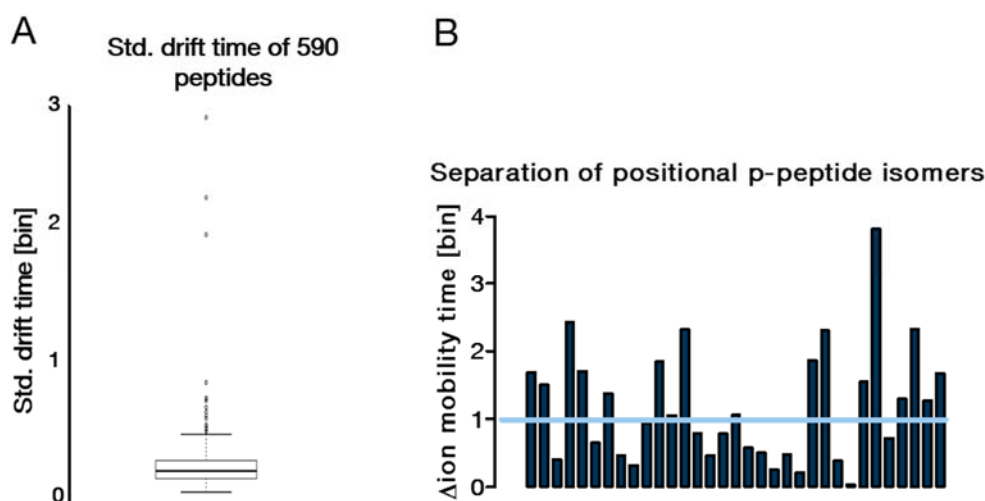 A
Std. drift time of 590
peptides
3
2
1
0
Std. drift time [bin]
B
Separation of positional p-peptide isomers
4
3
2
1
0
Δion mobility time [bin]